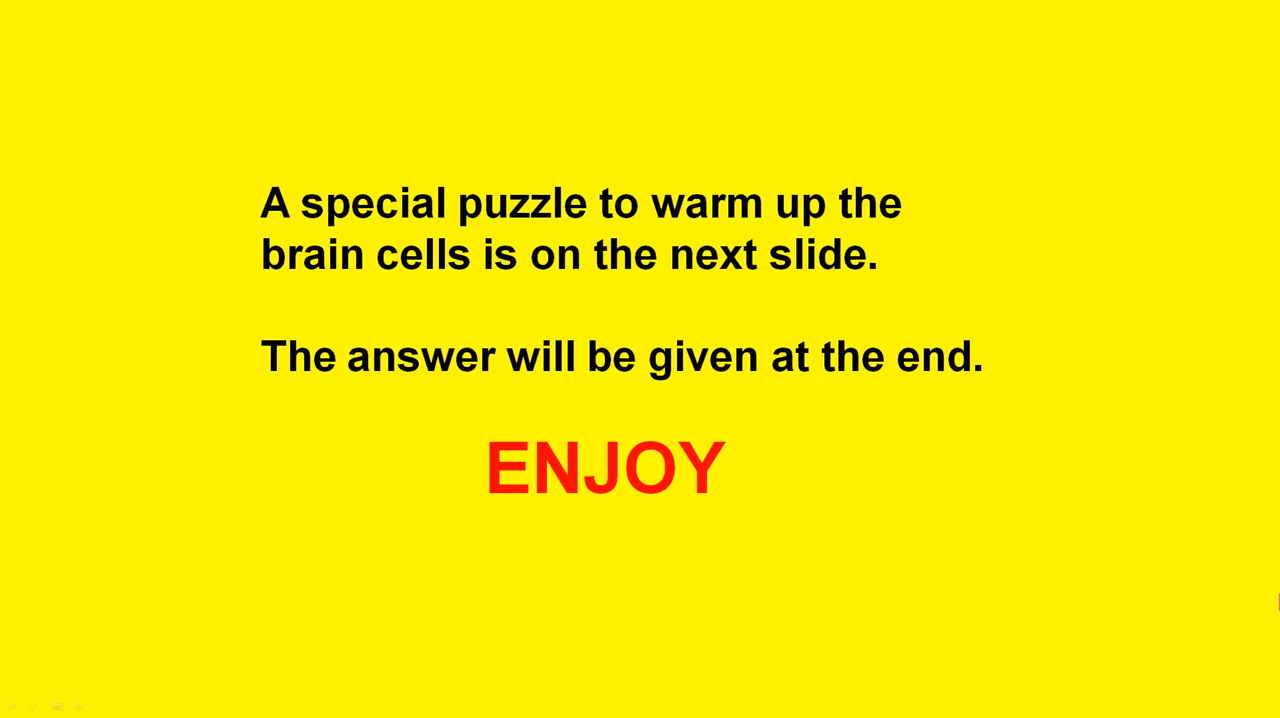 A special puzzle to warm up the
brain cells is on the next slide.
The answer will be given at the end.
ENJOY